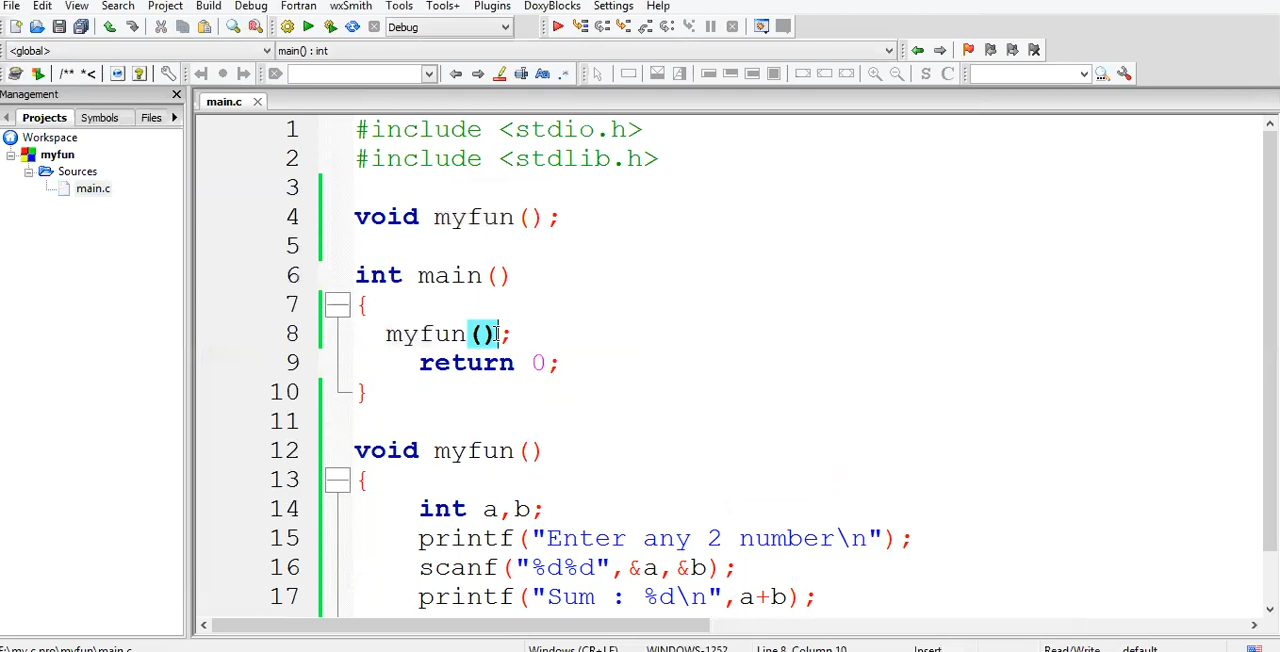 File Edit View Search Project Build Debug Fortran wxSmith Tools Tools+ Plugins DoxyBlocks Settings Help
Debug
<global> main() : int
/** *< S C
Management
main.c
Projects Symbols Files
Workspace
myfun
Sources
main.c
1 #include <stdio.h>
2 #include <stdlib.h>
3
4 void myfun();
5
6 int main()
7 {
8 myfun();
9 return 0;
10 }
11
12 void myfun()
13 {
14 int a,b;
15 printf("Enter any 2 number\n");
16 scanf("%d%d",&a,&b);
17 printf("Sum : %d\n",a+b);
Windows (CR+LF) WINDOWS-1252 Line 8, Column 10 Insert Read/Write default